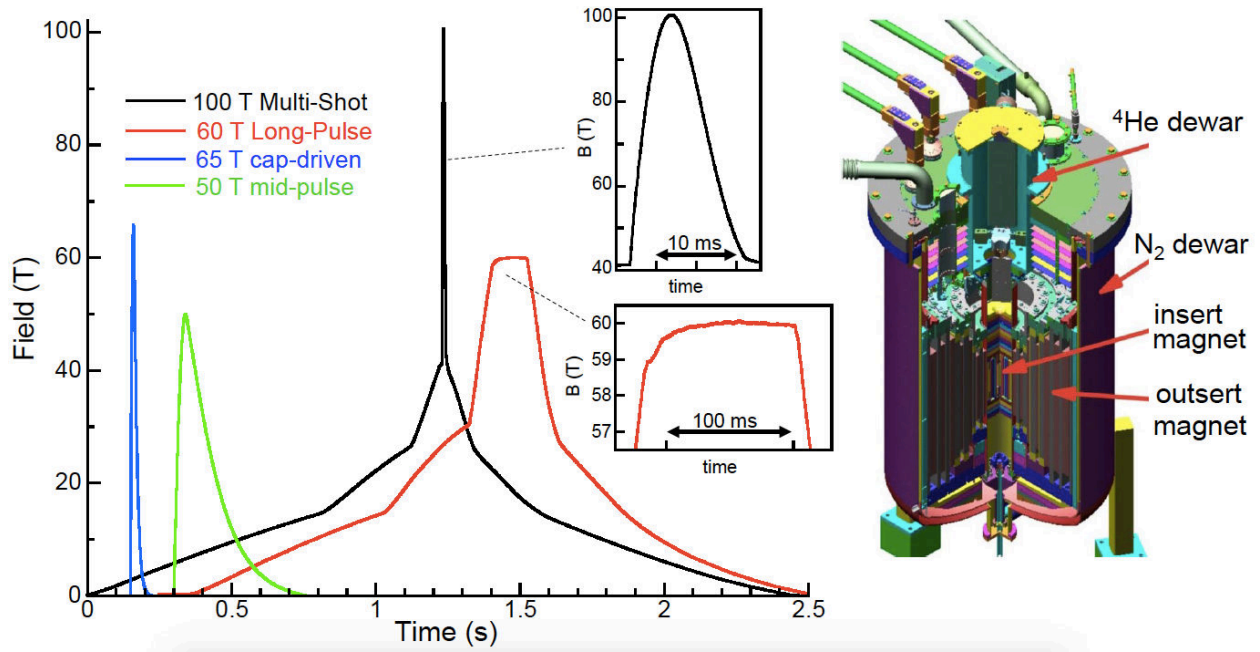 100
80
60
40
20
0
Field (T)
0
0.5
1
1.5
2
2.5
Time (s)
100 T Multi-Shot
60 T Long-Pulse
65 T cap-driven
50 T mid-pulse
100
80
60
40
B (T)
10 ms
time
60
59
58
57
B (T)
100 ms
time
⁴He dewar
N₂ dewar
insert
magnet
outsert
magnet